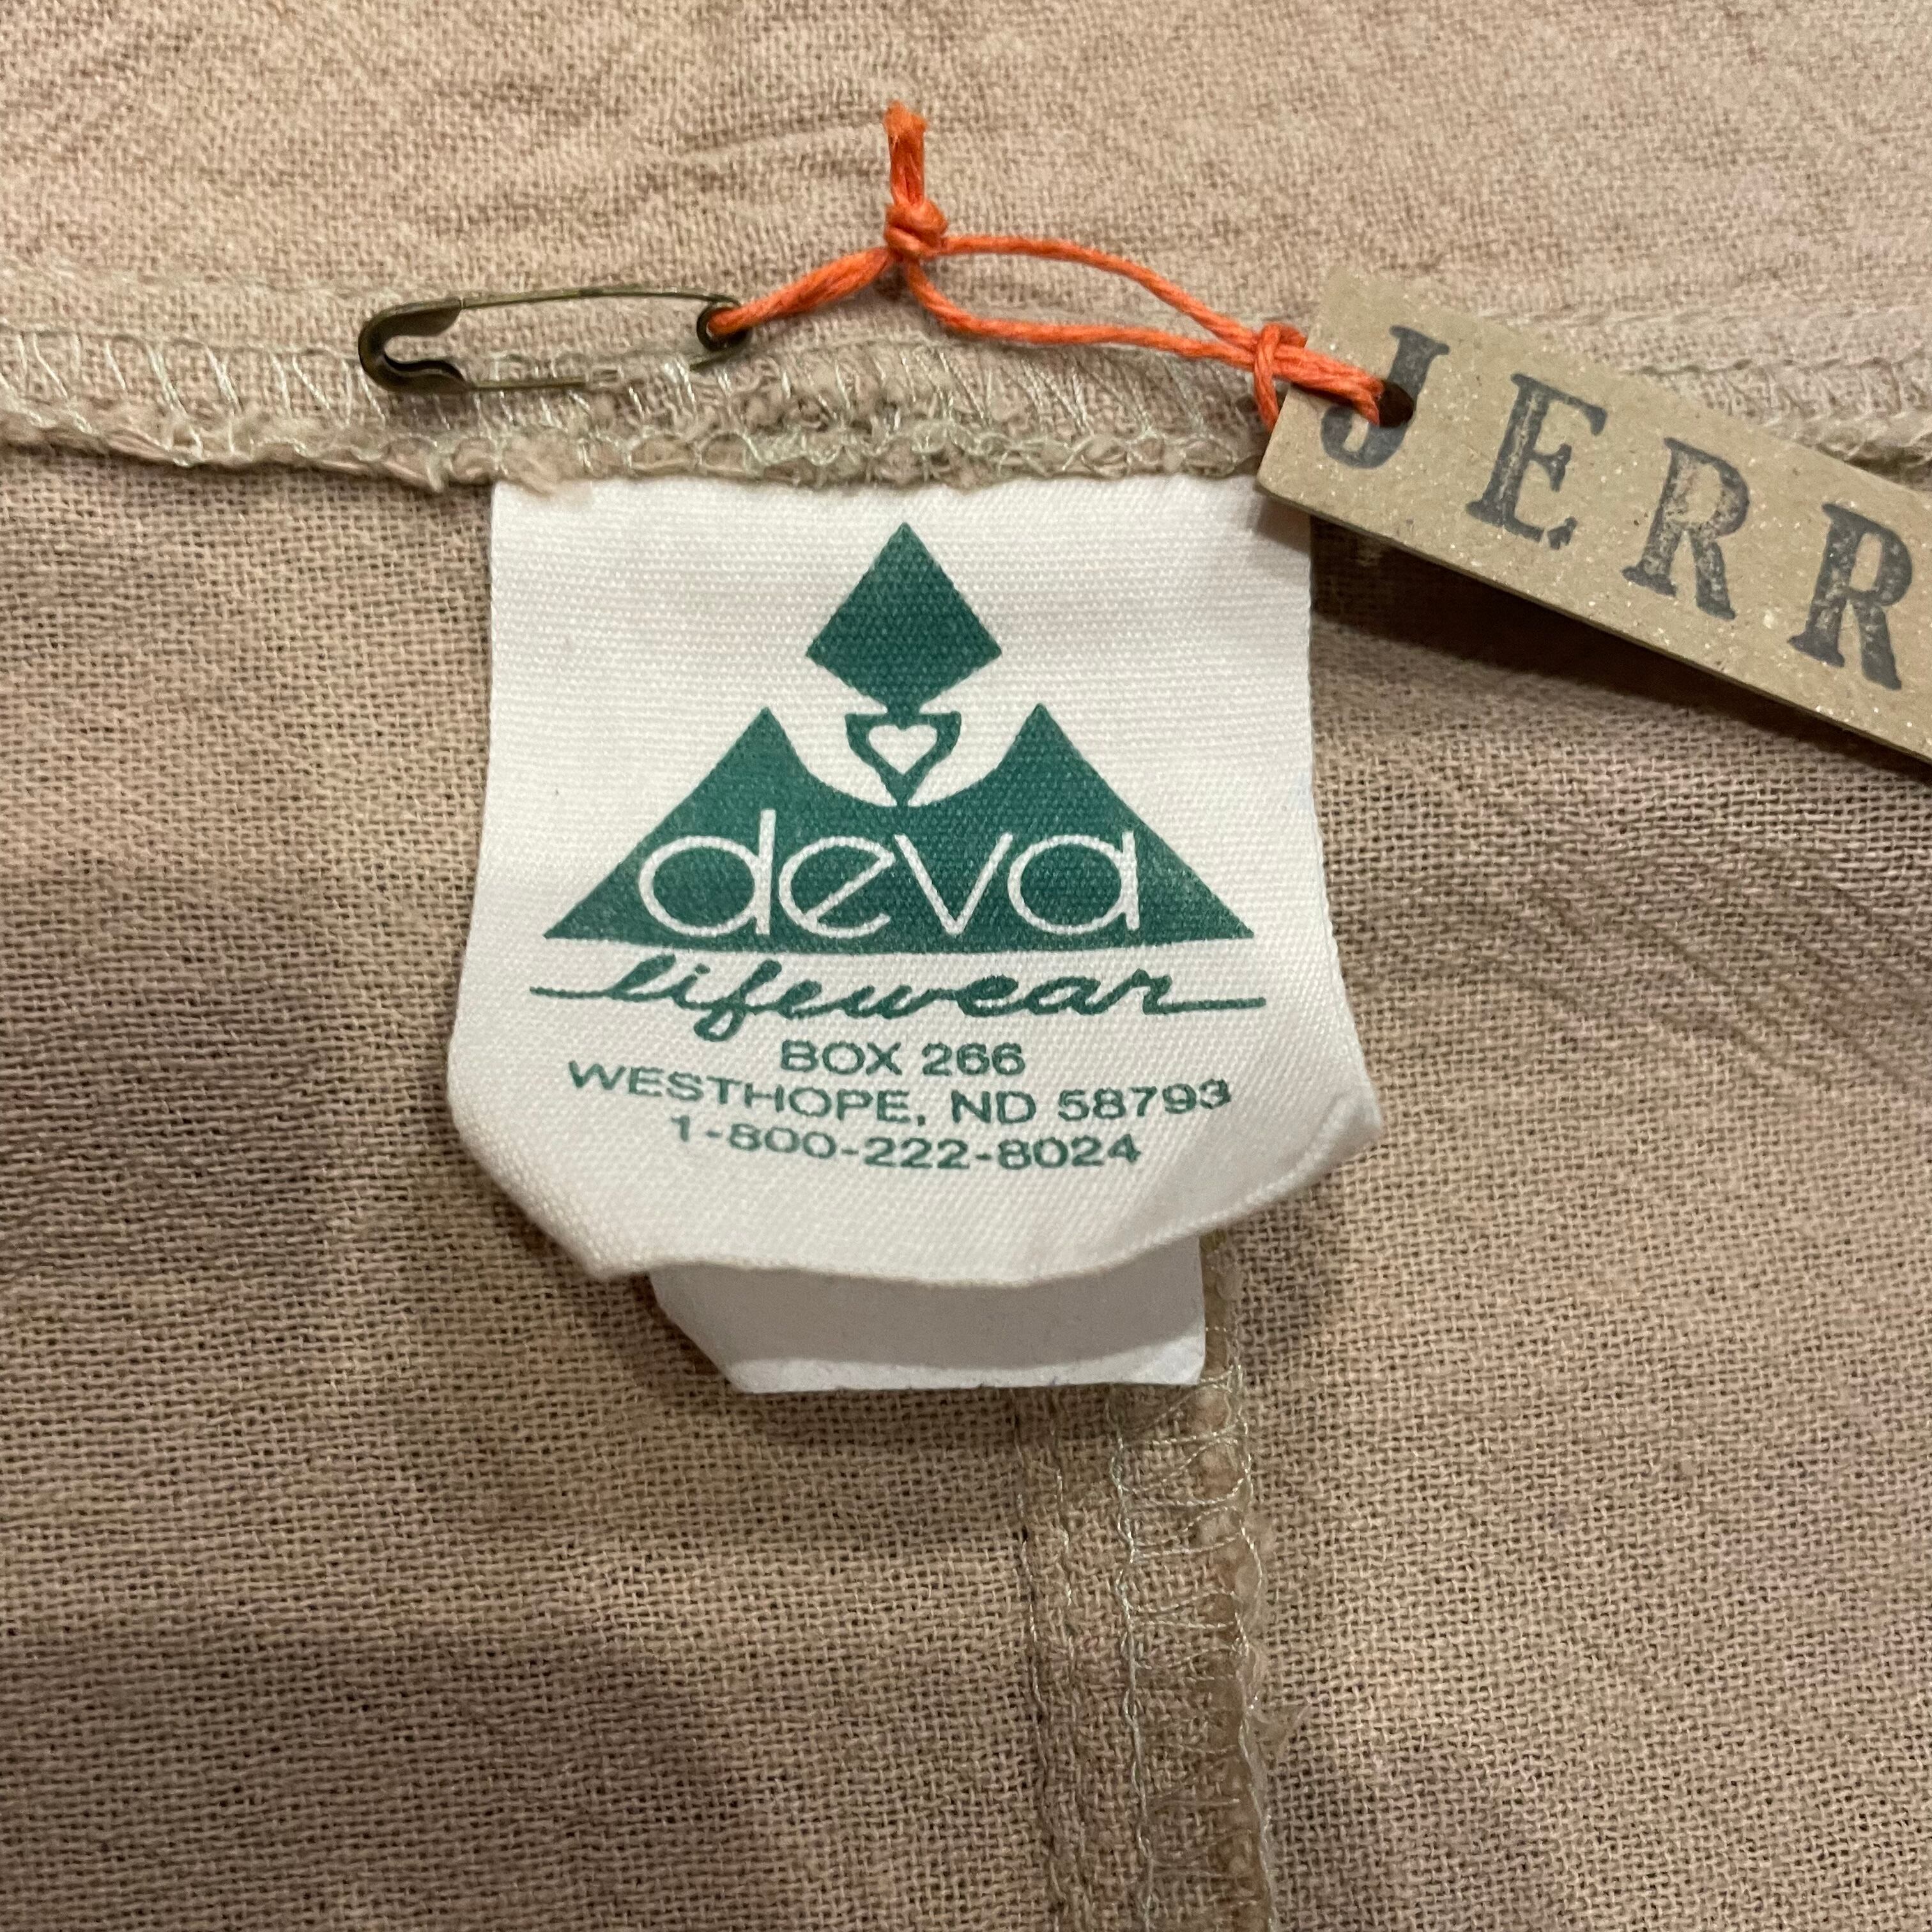 JERR
deva
lifewear
BOX 266
WESTHOPE, ND 58793
1-800-222-8024